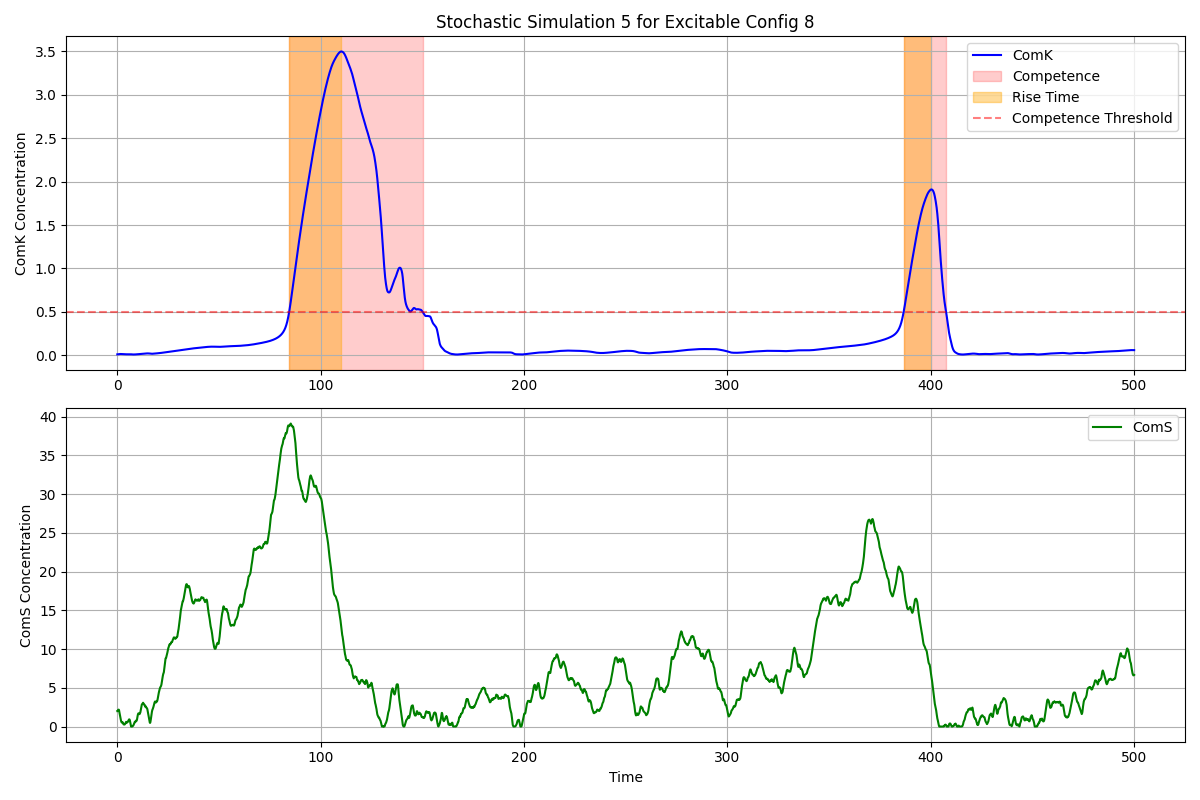 Stochastic Simulation 5 for Excitable Config 8
ComK Concentration
3.5
3.0
2.5
2.0
1.5
1.0
0.5
0.0
ComK
Competence
Rise Time
Competence Threshold
0 100 200 300 400 500
ComS Concentration
40
35
30
25
20
15
10
5
0
ComS
0 100 200 300 400 500
Time